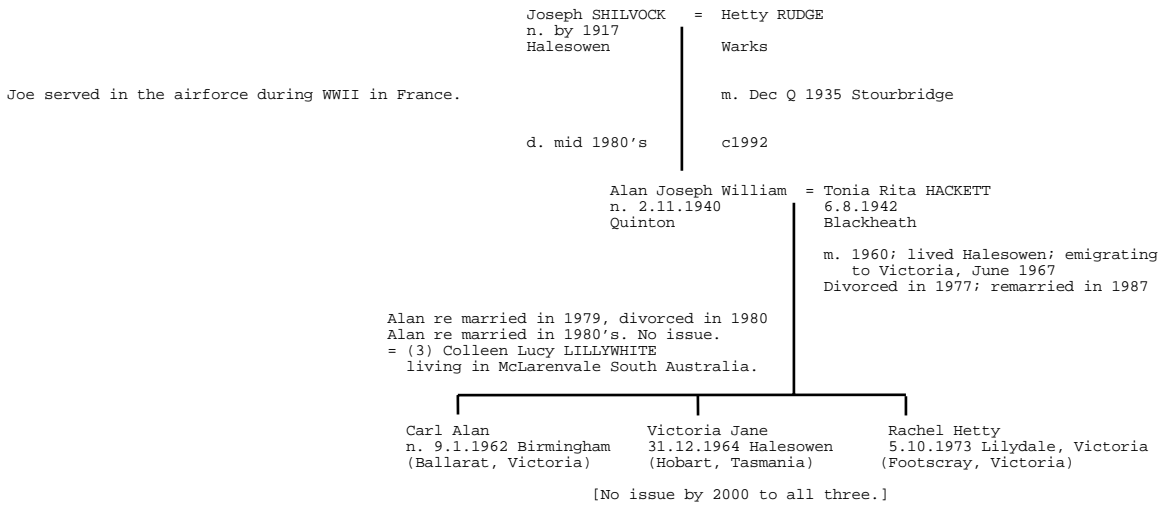 Joseph SHILVOCK = Hetty RUDGE
n. by 1917
Halesowen Warks
Joe served in the airforce during WWII in France. m. Dec Q 1935 Stourbridge
d. mid 1980's c1992
Alan Joseph William = Tonia Rita HACKETT
n. 2.11.1940 6.8.1942
Quinton Blackheath
m. 1960; lived Halesowen; emigrating
to Victoria, June 1967
Divorced in 1977; remarried in 1987
Alan re married in 1979, divorced in 1980
Alan re married in 1980's. No issue.
= (3) Colleen Lucy LILLYWHITE
living in McLarenvale South Australia.
Carl Alan Victoria Jane Rachel Hetty
n. 9.1.1962 Birmingham 31.12.1964 Halesowen 5.10.1973 Lilydale, Victoria
(Ballarat, Victoria) (Hobart, Tasmania) (Footscray, Victoria)
[No issue by 2000 to all three.]